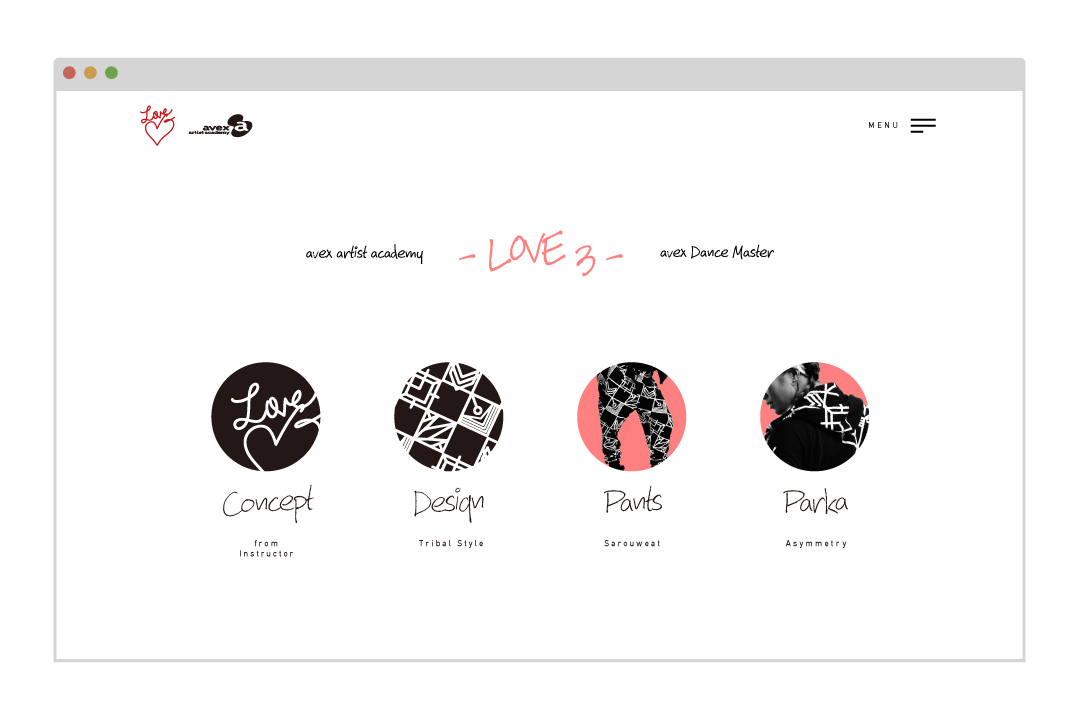 Love
avex
artist academy
a
MENU
avex artist academy
- LOVE 3 -
avex Dance Master
Love
Concept
from
Instructor
Design
Tribal Style
Pants
Sarouweat
Parka
Asymmetry